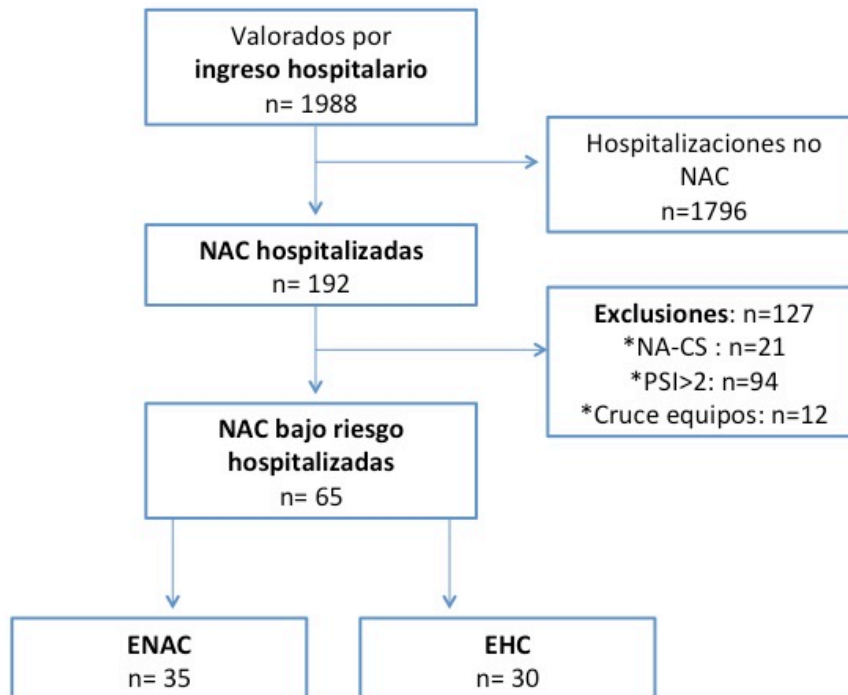 Valorados por
ingreso hospitalario
n= 1988
Hospitalizaciones no
NAC
n=1796
NAC hospitalizadas
n= 192
Exclusiones: n=127
*NA-CS : n=21
*PSI>2: n=94
*Cruce equipos: n=12
NAC bajo riesgo
hospitalizadas
n= 65
ENAC
n= 35
EHC
n= 30